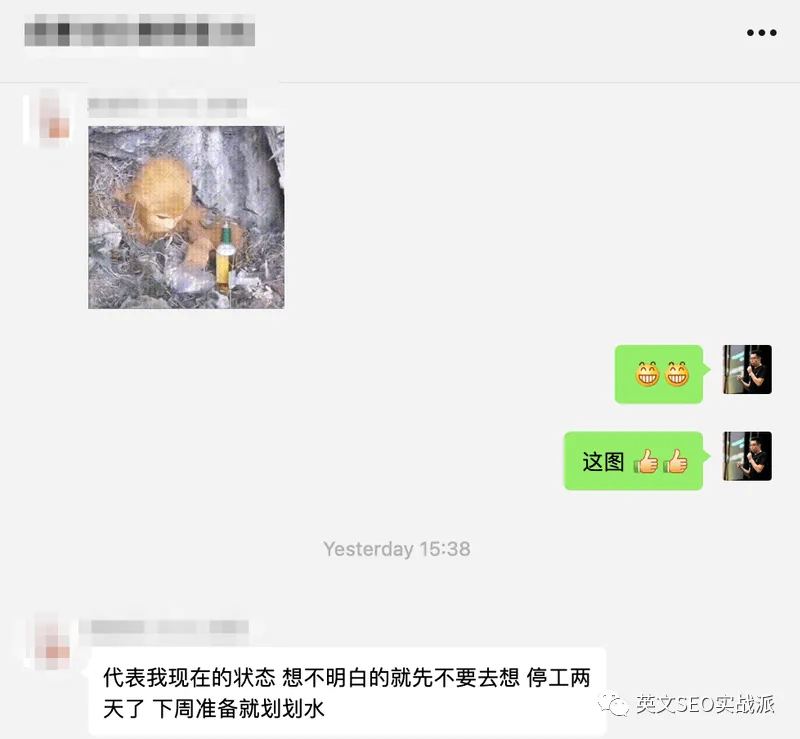 😁😁
这图 👍👍
Yesterday 15:38
代表我现在的状态 想不明白的就先不要去想 停工两
天了 下周准备就划划水
英文SEO实战派